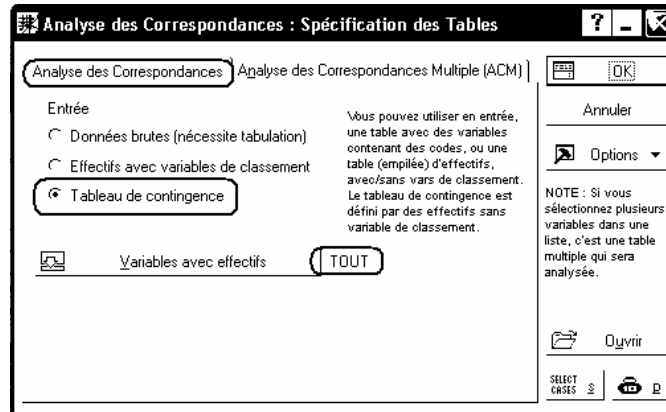 Analyse des Correspondances : Spécification des Tables
Analyse des Correspondances
Analyse des Correspondances Multiple (ACM)
Entrée
Données brutes (nécessite tabulation)
Effectifs avec variables de classement
Tableau de contingence
Vous pouvez utiliser en entrée,
une table avec des variables
contenant des codes, ou une
table (empilée) d'effectifs,
avec/sans vars de classement.
Le tableau de contingence est
défini par des effectifs sans
variable de classement.
Variables avec effectifs
TOUT
OK
Annuler
Options
NOTE : Si vous
sélectionnez plusieurs
variables dans une
liste, c'est une table
multiple qui sera
analysée.
Ouvrir
SELECT
CASES
S
D